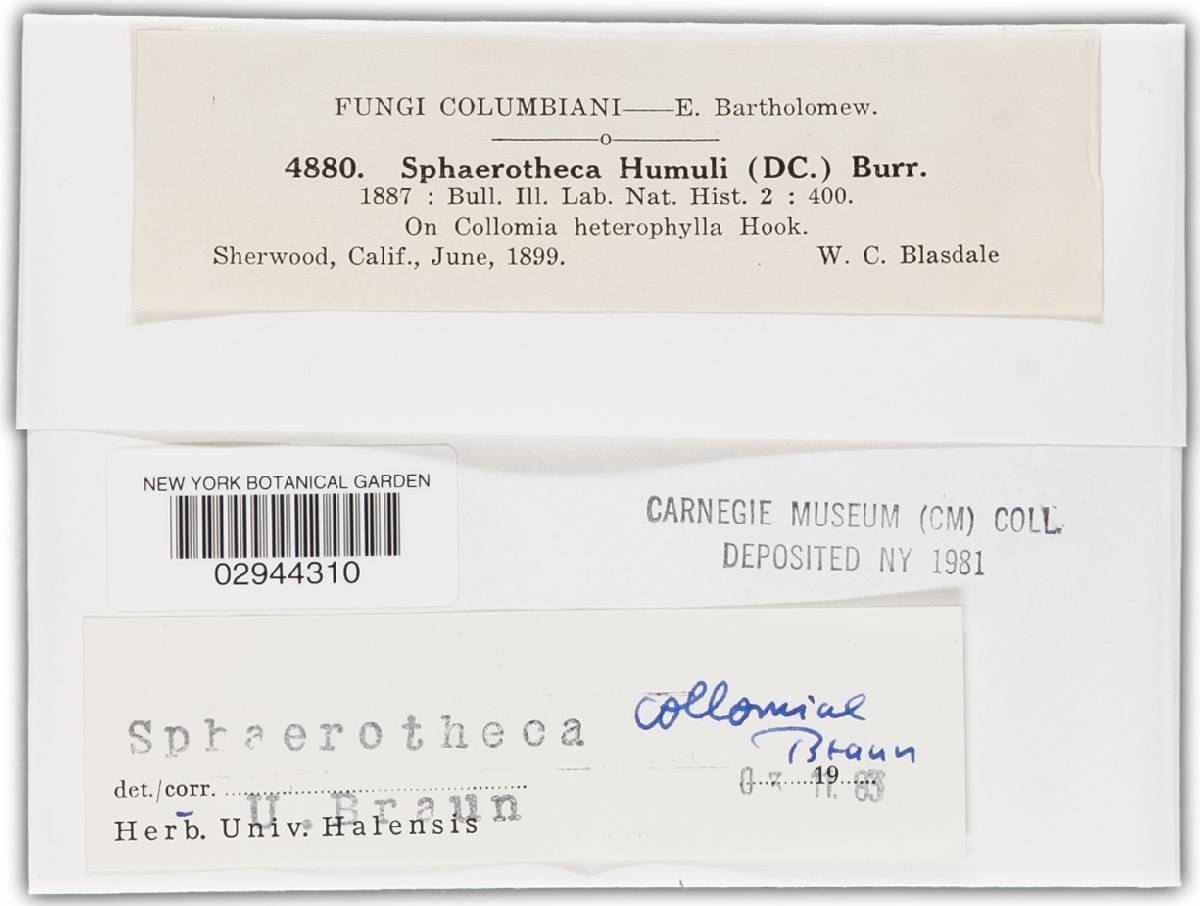 FUNGI COLUMBIANI——E. Bartholomew.
4880. Sphaerotheca Humuli (DC.) Burr.
1887 : Bull. Ill. Lab. Nat. Hist. 2 : 400.
On Collomia heterophylla Hook.
Sherwood, Calif., June, 1899. W. C. Blasdale
NEW YORK BOTANICAL GARDEN
02944310
CARNEGIE MUSEUM (CM) COLL.
DEPOSITED NY 1981
Sphaerotheca collomiae
Braun
det./corr. U. Braun 19
Herb. Univ. Halensis